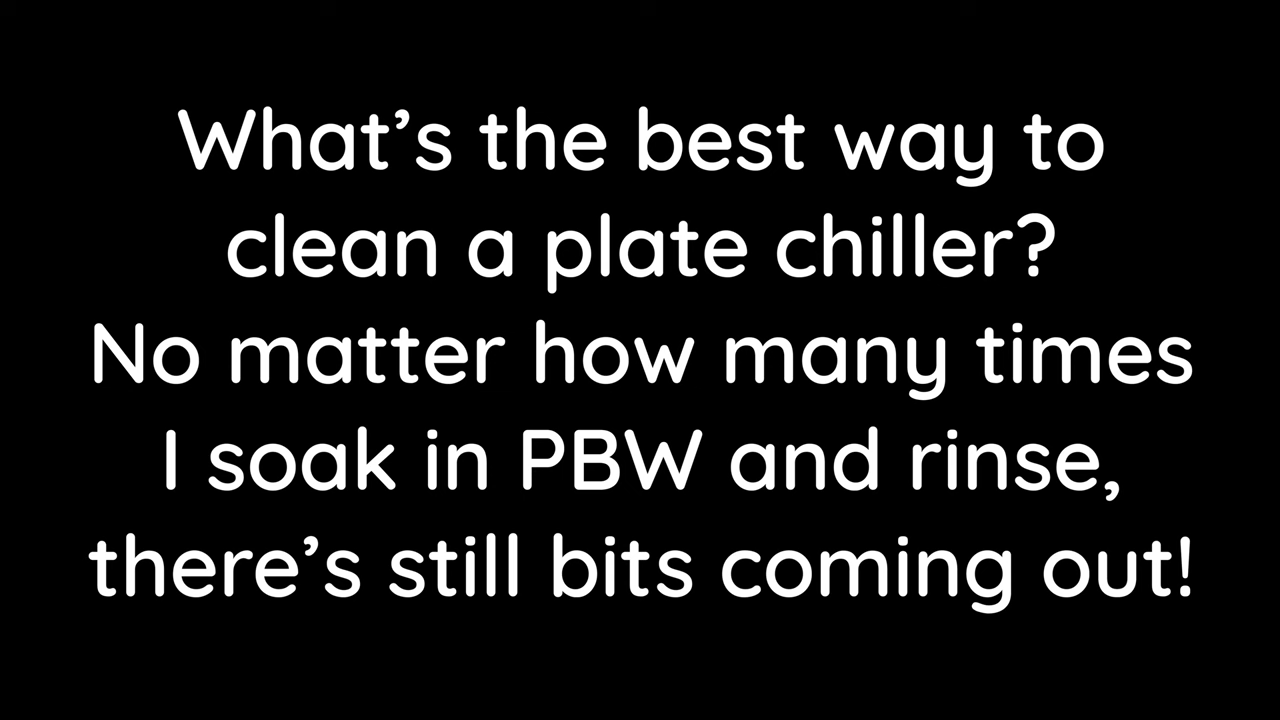 What’s the best way to
clean a plate chiller?
No matter how many times
I soak in PBW and rinse,
there’s still bits coming out!